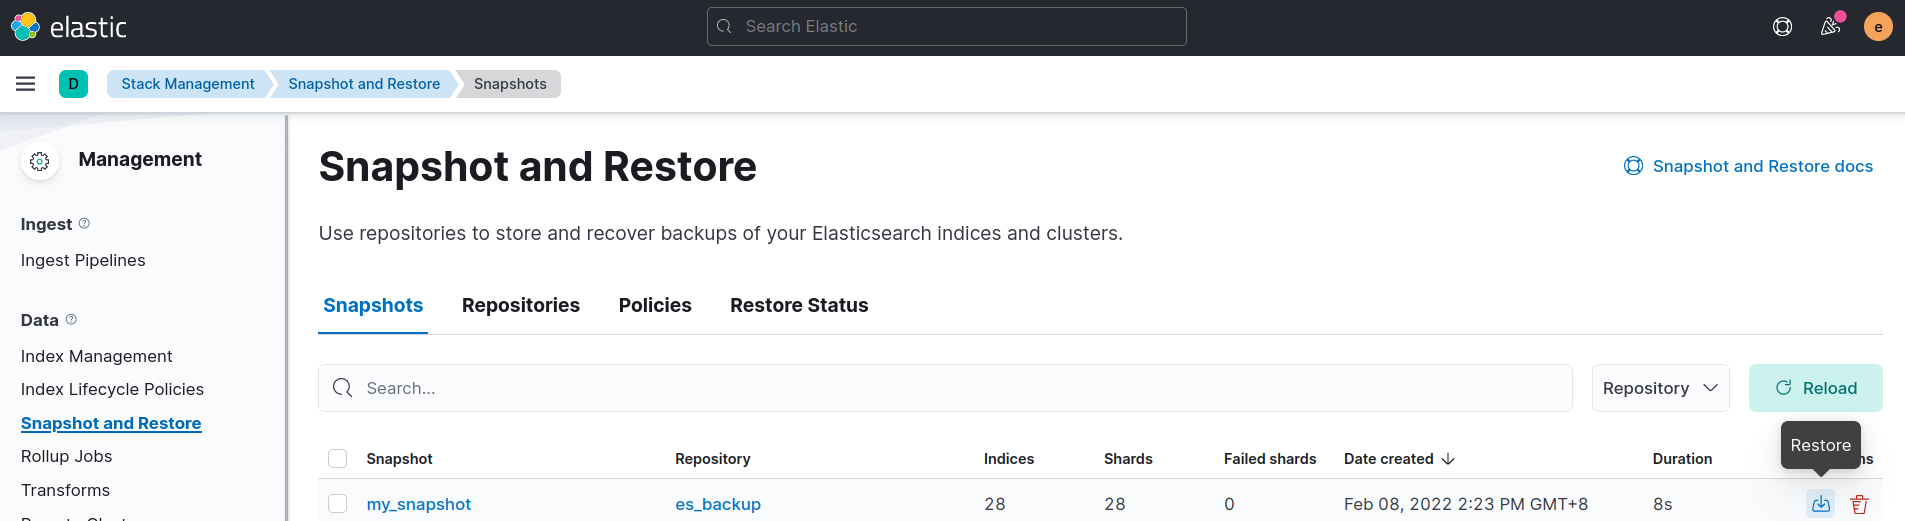 elastic
Search Elastic
e
D
Stack Management
Snapshot and Restore
Snapshots
Management
Ingest
Ingest Pipelines
Data
Index Management
Index Lifecycle Policies
Snapshot and Restore
Rollup Jobs
Transforms
Snapshot and Restore
Snapshot and Restore docs
Use repositories to store and recover backups of your Elasticsearch indices and clusters.
Snapshots Repositories Policies Restore Status
Search...
Repository
Reload
Restore
Snapshot Repository Indices Shards Failed shards Date created Duration
my_snapshot es_backup 28 28 0 Feb 08, 2022 2:23 PM GMT+8 8s